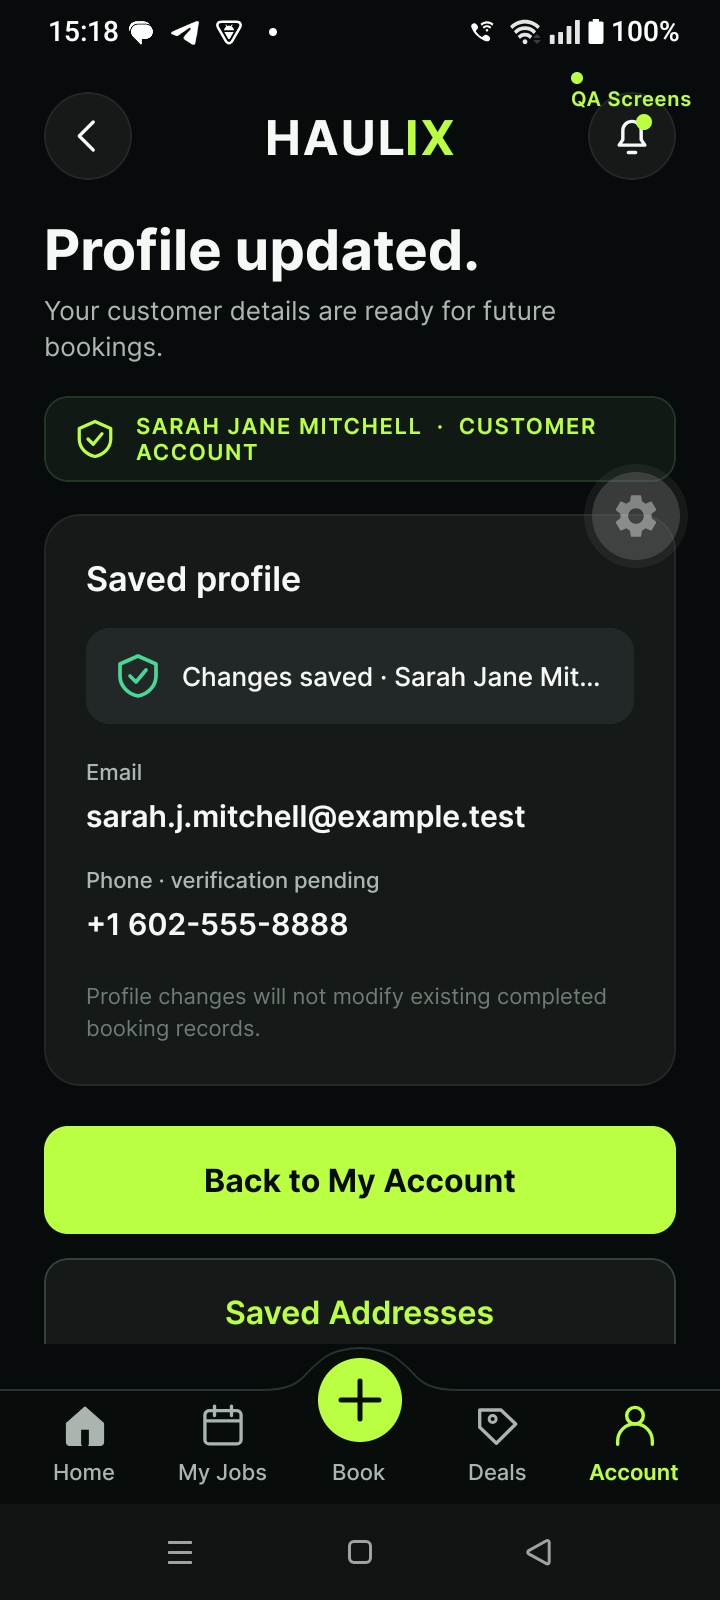 15:18
100%
QA Screens
HAULIX
Profile updated.
Your customer details are ready for future
bookings.
SARAH JANE MITCHELL · CUSTOMER
ACCOUNT
Saved profile
Changes saved · Sarah Jane Mit...
Email
sarah.j.mitchell@example.test
Phone · verification pending
+1 602-555-8888
Profile changes will not modify existing completed
booking records.
Back to My Account
Saved Addresses
Home
My Jobs
Book
Deals
Account